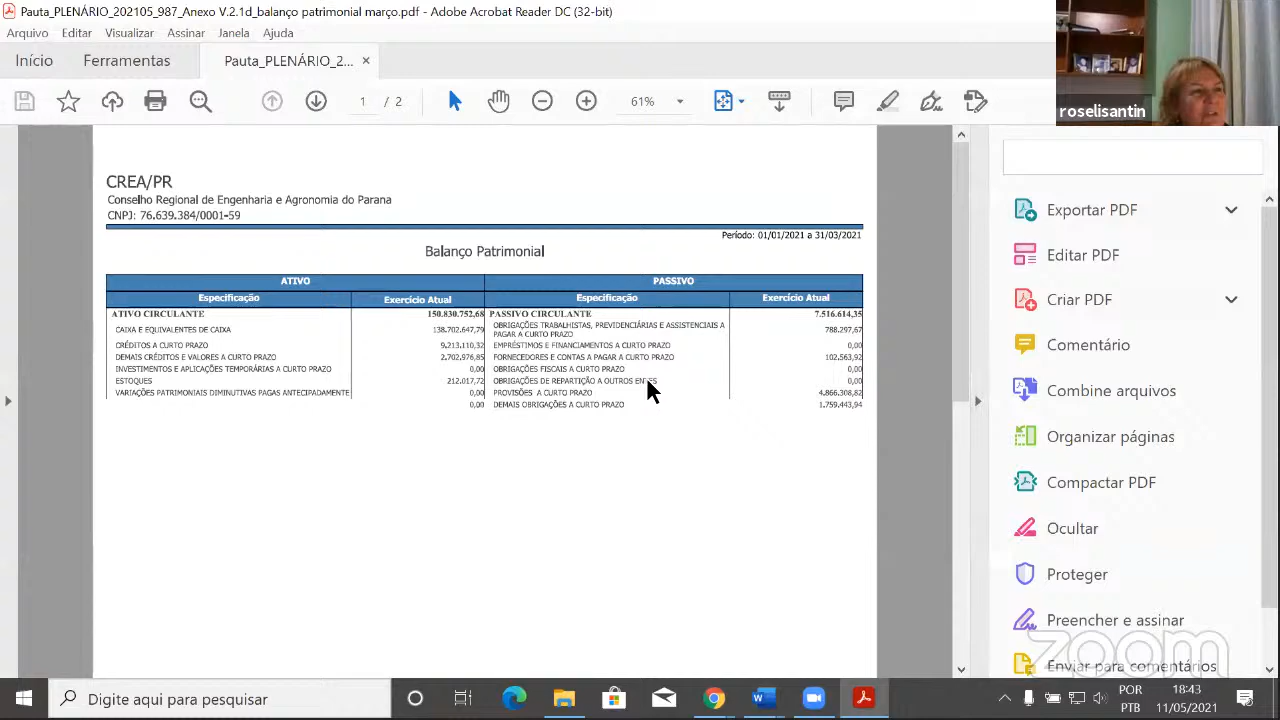 Pauta_PLENÁRIO_202105_987_Anexo V.2.1d_balanço patrimonial março.pdf - Adobe Acrobat Reader DC (32-bit)
Arquivo Editar Visualizar Assinar Janela Ajuda
Início Ferramentas Pauta_PLENÁRIO_2... ×
1 / 2 61%
roselisantin
CREA/PR
Conselho Regional de Engenharia e Agronomia do Parana
CNPJ: 76.639.384/0001-59
Período: 01/01/2021 a 31/03/2021
Balanço Patrimonial
ATIVO PASSIVO
Especificação Exercício Atual Especificação Exercício Atual
ATIVO CIRCULANTE 150.830.752,68 PASSIVO CIRCULANTE 7.516.614,35
CAIXA E EQUIVALENTES DE CAIXA 138.702.647,79 OBRIGAÇÕES TRABALHISTAS, PREVIDENCIÁRIAS E ASSISTENCIAIS A
PAGAR A CURTO PRAZO 788.297,67
CRÉDITOS A CURTO PRAZO 9.213.110,32 EMPRÉSTIMOS E FINANCIAMENTOS A CURTO PRAZO 0,00
DEMAIS CRÉDITOS E VALORES A CURTO PRAZO 2.702.976,85 FORNECEDORES E CONTAS A PAGAR A CURTO PRAZO 102.563,92
INVESTIMENTOS E APLICAÇÕES TEMPORÁRIAS A CURTO PRAZO 0,00 OBRIGAÇÕES FISCAIS A CURTO PRAZO 0,00
ESTOQUES 212.017,72 OBRIGAÇÕES DE REPARTIÇÃO A OUTROS ENTES 0,00
VARIAÇÕES PATRIMONIAIS DIMINUTIVAS PAGAS ANTECIPADAMENTE 0,00 PROVISÕES A CURTO PRAZO 4.866.308,82
0,00 DEMAIS OBRIGAÇÕES A CURTO PRAZO 1.759.443,94
Exportar PDF
Editar PDF
Criar PDF
Comentário
Combine arquivos
Organizar páginas
Compactar PDF
Ocultar
Proteger
Preencher e assinar
Enviar para comentários
zoom
Digite aqui para pesquisar
POR 18:43
PTB 11/05/2021